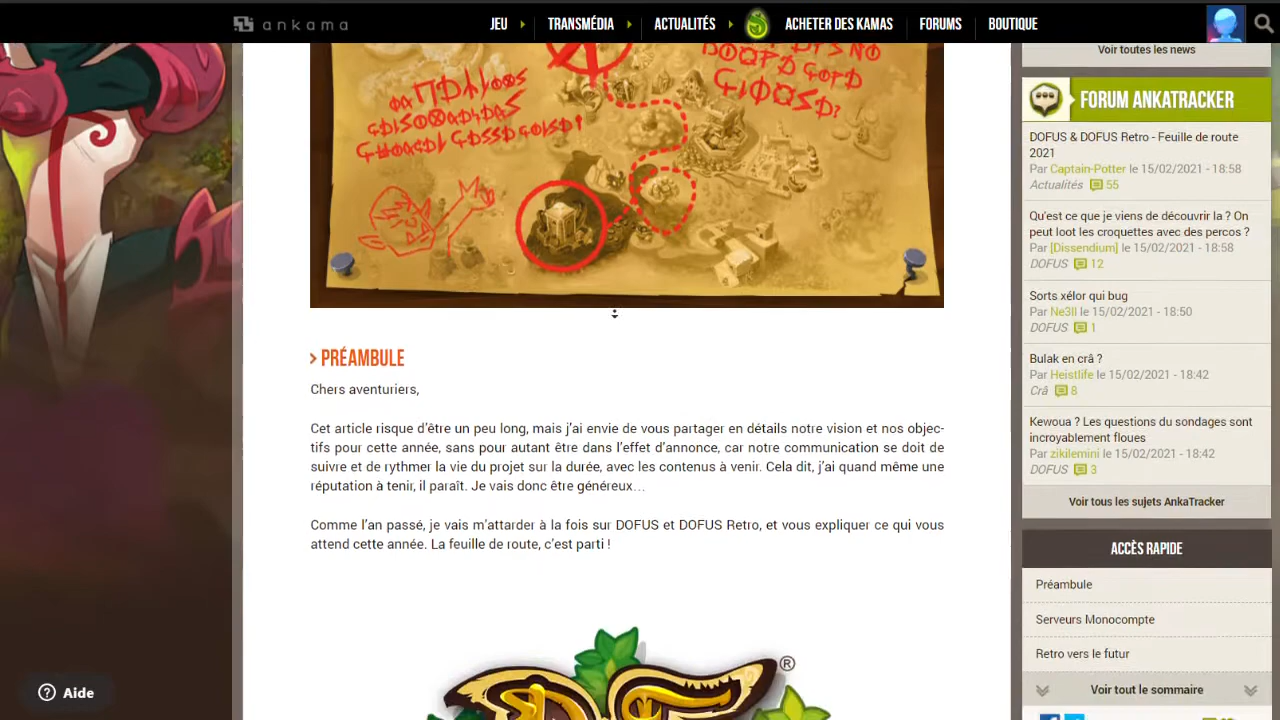 ankama
JEU
TRANSMÉDIA
ACTUALITÉS
ACHETER DES KAMAS
FORUMS
BOUTIQUE
PRÉAMBULE
Chers aventuriers,
Cet article risque d’être un peu long, mais j’ai envie de vous partager en détails notre vision et nos objec-
tifs pour cette année, sans pour autant être dans l’effet d’annonce, car notre communication se doit de
suivre et de rythmer la vie du projet sur la durée, avec les contenus à venir. Cela dit, j’ai quand même une
réputation à tenir, il paraît. Je vais donc être généreux…
Comme l’an passé, je vais m’attarder à la fois sur DOFUS et DOFUS Retro, et vous expliquer ce qui vous
attend cette année. La feuille de route, c’est parti !
®
Voir toutes les news
FORUM ANKATRACKER
DOFUS & DOFUS Retro - Feuille de route
2021
Par Captain-Potter le 15/02/2021 - 18:58
Actualités 55
Qu'est ce que je viens de découvrir la ? On
peut loot les croquettes avec des percos ?
Par [Dissendium] le 15/02/2021 - 18:58
DOFUS 12
Sorts xélor qui bug
Par Ne3ll le 15/02/2021 - 18:50
DOFUS 1
Bulak en crâ ?
Par Heistlife le 15/02/2021 - 18:42
Crâ 8
Kewoua ? Les questions du sondages sont
incroyablement floues
Par zikilemini le 15/02/2021 - 18:42
DOFUS 3
Voir tous les sujets AnkaTracker
ACCÈS RAPIDE
Préambule
Serveurs Monocompte
Retro vers le futur
Voir tout le sommaire
Aide